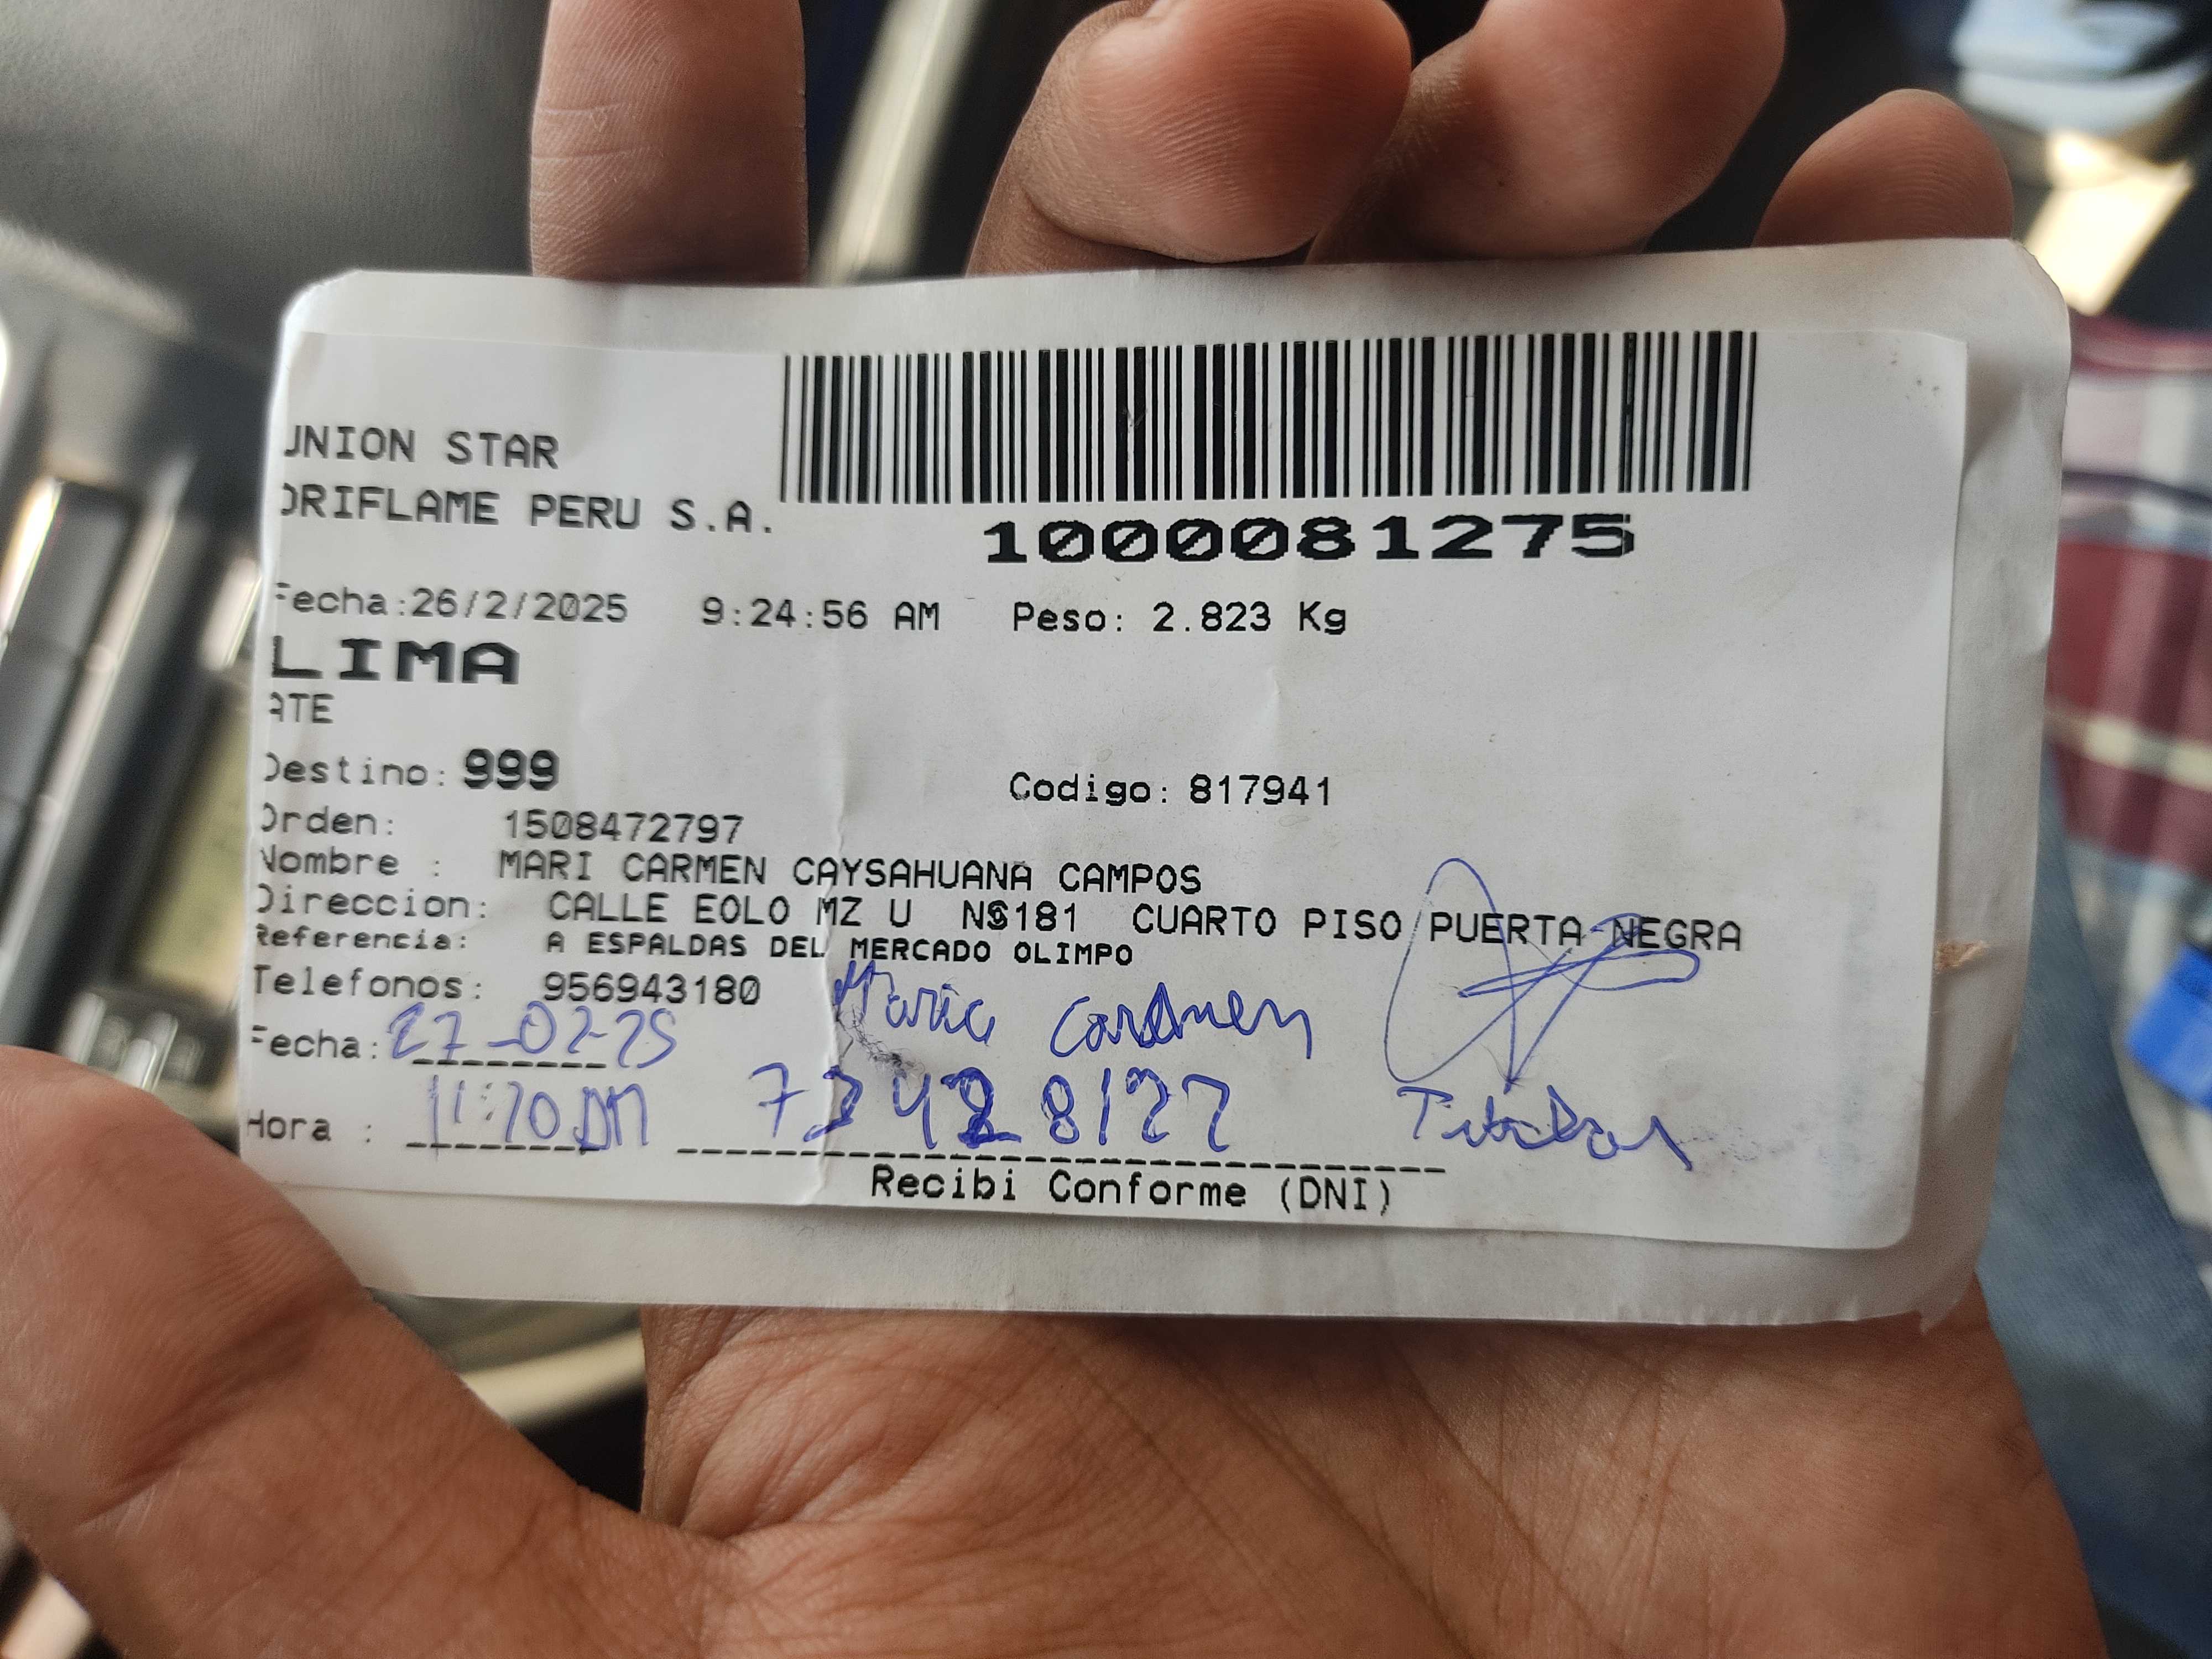 UNION STAR
ORIFLAME PERU S.A.
1000081275
Fecha:26/2/2025 9:24:56 AM Peso: 2.823 Kg
LIMA
ATE
Destino: 999 Codigo: 817941
Orden: 1508472797
Nombre : MARI CARMEN CAYSAHUANA CAMPOS
Direccion: CALLE EOLO MZ U N§181 CUARTO PISO PUERTA NEGRA
Referencia: A ESPALDAS DEL MERCADO OLIMPO
Telefonos: 956943180
Maria Carmen
Fecha: 27-02-25
Hora : Titular
Recibi Conforme (DNI)